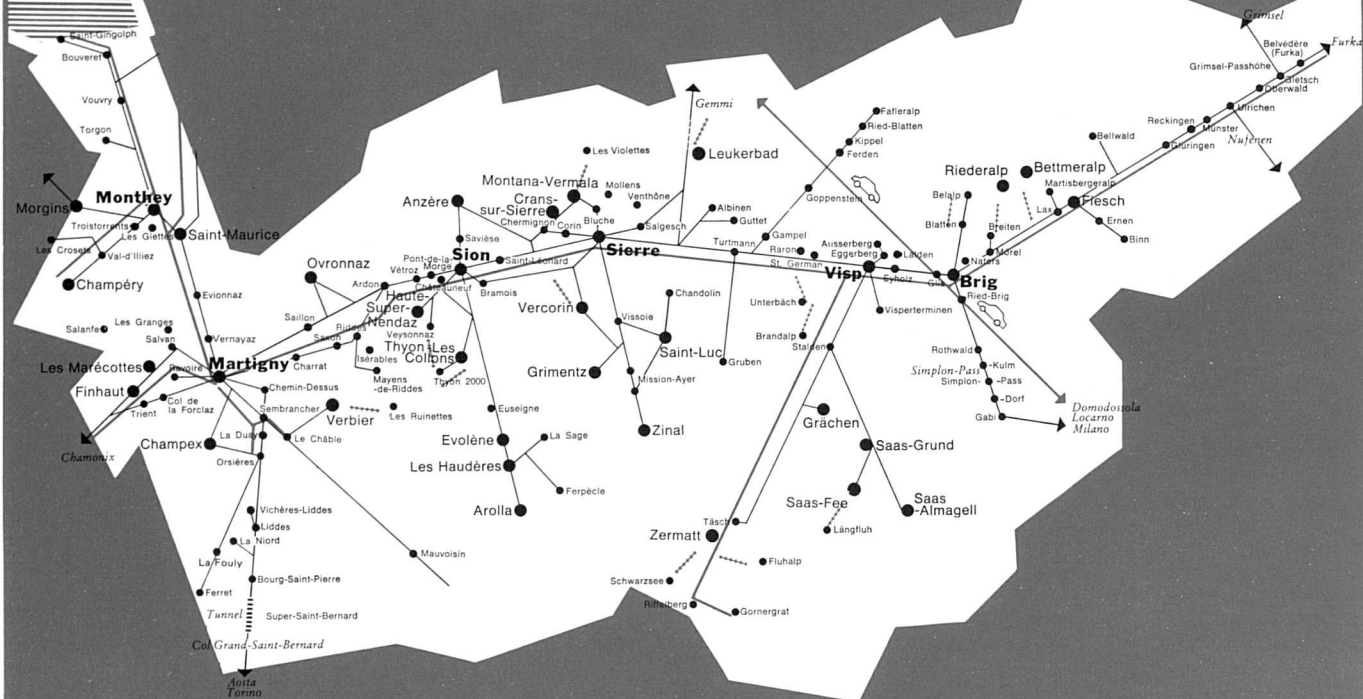 Saint-Gingolph
Bouveret
Vouvry
Torgon
Morgins
Monthey
Troistorrents
Les Giettes
Saint-Maurice
Les Crosets
Val-d'Illiez
Champéry
Evionnaz
Salanfe
Les Granges
Salvan
Vernayaz
Les Marécottes
Ravoire
Martigny
Finhaut
Trient
Col de
la Forclaz
Chamonix
Champex
Chemin-Dessus
Sembrancher
La Duay
Le Châble
Orsières
Verbier
Les Ruinettes
Vichères-Liddes
Liddes
La Niord
La Fouly
Bourg-Saint-Pierre
Ferret
Mauvoisin
Tunnel
Super-Saint-Bernard
Col Grand-Saint-Bernard
Aosta
Torino
Ovronnaz
Ardon
Saillon
Saxon
Riddes
Charrat
Isérables
Mayens
-de-Riddes
Vétroz
Pont-de-la-
Morge
Châteauneuf
Sion
Savièse
Anzère
Saint-Léonard
Bramois
Haute-
Super-
Nendaz
Veysonnaz
Thyon-Les
Collons
Thyon 2000
Euseigne
Evolène
Les Haudères
La Sage
Ferpècle
Arolla
Les Violettes
Montana-Vermala
Crans-
sur-Sierre
Mollens
Venthône
Chermignon
Corin
Bluche
Salgesch
Sierre
Vercorin
Vissoie
Chandolin
Saint-Luc
Grimentz
Mission-Ayer
Zinal
Gemmi
Leukerbad
Albinen
Guttet
Turtmann
Gruben
Gampel
Goppenstein
Fafleralp
Ried-Blatten
Kippel
Ferden
Raron
St. German
Ausserberg
Eggerberg
Lalden
Visp
Eyholz
Glis
Brig
Naters
Unterbäch
Brandalp
Stalden
Visperterminen
Grächen
Saas-Grund
Saas-Fee
Saas
-Almagell
Längfluh
Täsch
Zermatt
Fluhalp
Schwarzsee
Riffelberg
Gornergrat
Ried-Brig
Rothwald
Simplon-Pass
Simplon-
-Kulm
-Pass
-Dorf
Gabi
Domodossola
Locarno
Milano
Belalp
Blatten
Riederalp
Bettmeralp
Breiten
Mörel
Martisbergeralp
Lax
Fiesch
Ernen
Binn
Bellwald
Gluringen
Reckingen
Münster
Ulrichen
Nufenen
Oberwald
Gletsch
Grimsel-Passhöhe
Belvédère
(Furka)
Grimsel
Furka